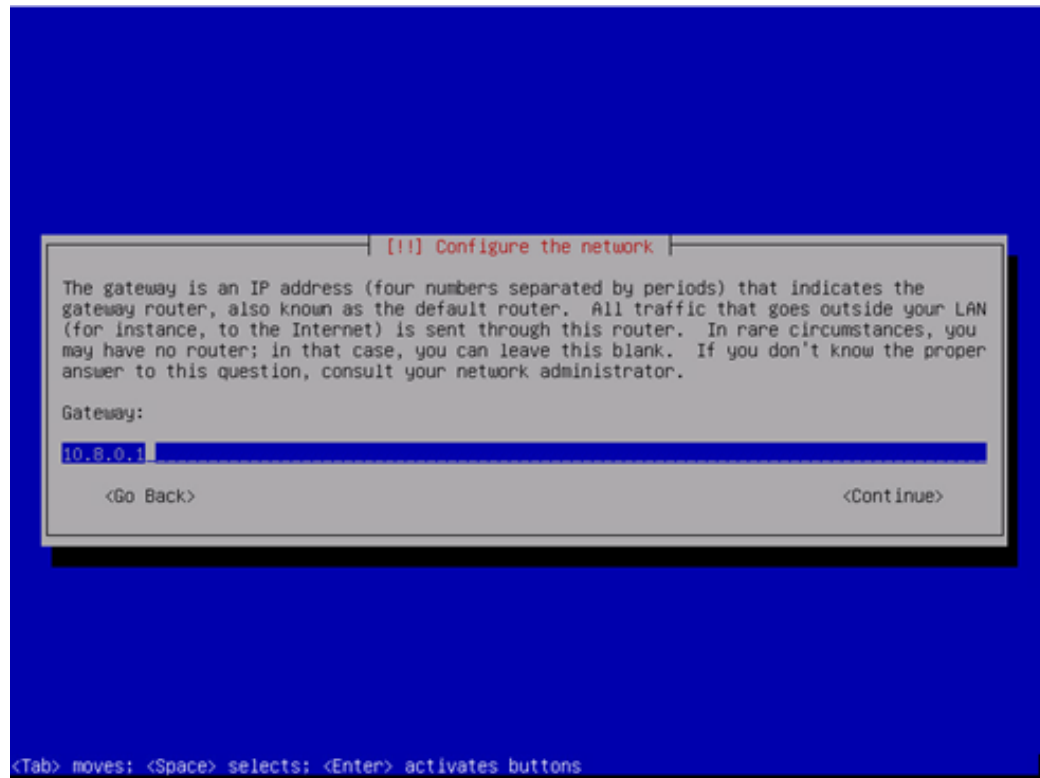 [!!] Configure the network
The gateway is an IP address (four numbers separated by periods) that indicates the
gateway router, also known as the default router.  All traffic that goes outside your LAN
(for instance, to the Internet) is sent through this router.  In rare circumstances, you
may have no router; in that case, you can leave this blank.  If you don't know the proper
answer to this question, consult your network administrator.
Gateway:
10.8.0.1
<Go Back> <Continue>
<Tab> moves; <Space> selects; <Enter> activates buttons